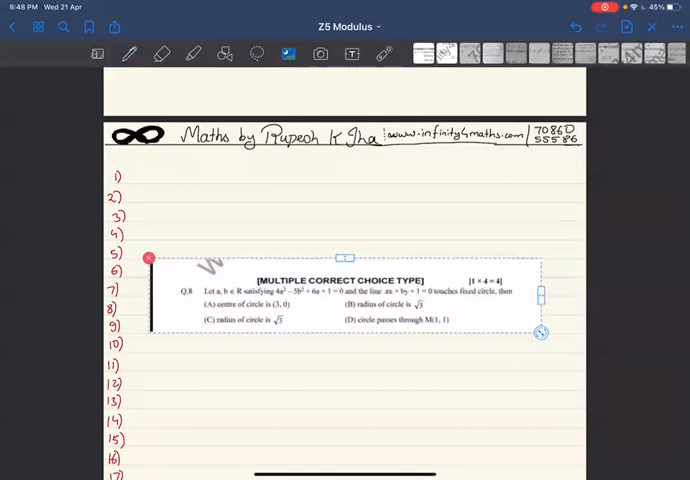 8:48 PM Wed 21 Apr
45%
Z5 Modulus
∞ Maths by Rupesh K Jha www.infinity4maths.com 70860
55586
1)
2)
3)
4)
5)
6)
7)
8)
9)
10)
11)
12)
13)
14)
15)
16)
17)
W
[MULTIPLE CORRECT CHOICE TYPE] [1 × 4 = 4]
Q.8 Let a, b ∈ R satisfying 4a² – 5b² + 6a + 1 = 0 and the line ax + by + 1 = 0 touches fixed circle, then
(A) centre of circle is (3, 0) (B) radius of circle is √5
(C) radius of circle is √5 (D) circle passes through M(1, 1)